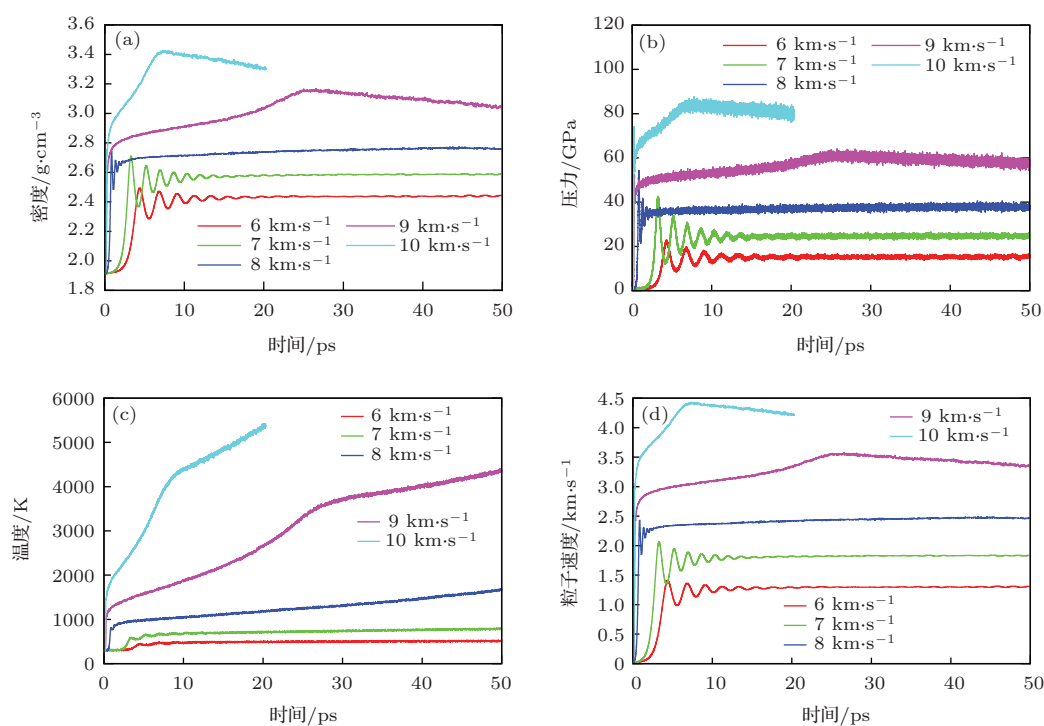 (a)
密度/g·cm−3
3.6
3.4
3.2
3.0
2.8
2.6
2.4
2.2
2.0
1.8
6 km·s−1
7 km·s−1
8 km·s−1
9 km·s−1
10 km·s−1
0 10 20 30 40 50
时间/ps
(b)
压力/GPa
120
100
80
60
40
20
0
6 km·s−1
7 km·s−1
8 km·s−1
9 km·s−1
10 km·s−1
0 10 20 30 40 50
时间/ps
(c)
温度/K
6000
5000
4000
3000
2000
1000
0
6 km·s−1
7 km·s−1
8 km·s−1
9 km·s−1
10 km·s−1
0 10 20 30 40 50
时间/ps
(d)
粒子速度/km·s−1
4.5
4.0
3.5
3.0
2.5
2.0
1.5
1.0
0.5
0
9 km·s−1
10 km·s−1
6 km·s−1
7 km·s−1
8 km·s−1
0 10 20 30 40 50
时间/ps